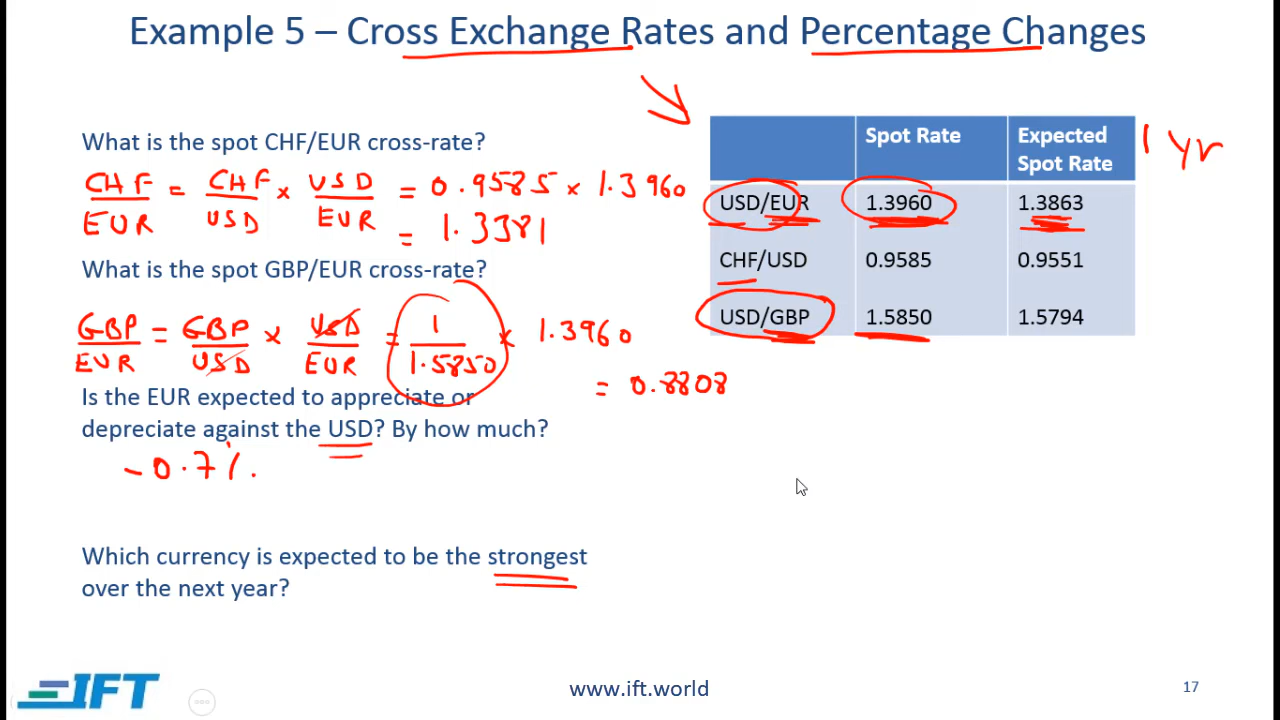 Example 5 – Cross Exchange Rates and Percentage Changes
What is the spot CHF/EUR cross-rate?
CHF/EUR = CHF/USD × USD/EUR = 0.9585 × 1.3960
= 1.3381
What is the spot GBP/EUR cross-rate?
GBP/EUR = GBP/USD × USD/EUR = 1/1.5850 × 1.3960
= 0.8808
Is the EUR expected to appreciate or
depreciate against the USD? By how much?
-0.7%.
Which currency is expected to be the strongest
over the next year?
Spot Rate Expected Spot Rate 1 yr
USD/EUR 1.3960 1.3863
CHF/USD 0.9585 0.9551
USD/GBP 1.5850 1.5794
IFT
www.ift.world
17